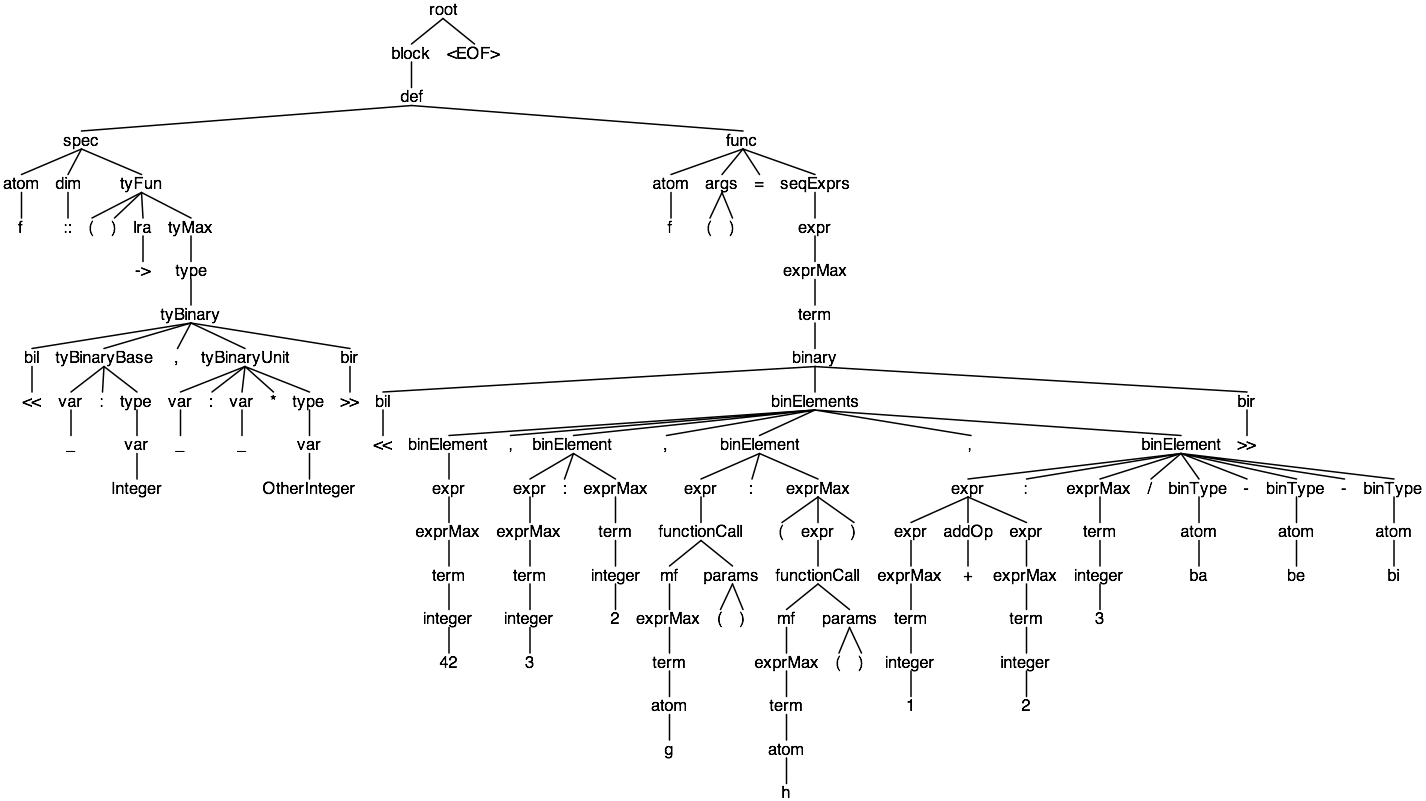 root
block <EOF>
def
spec func
atom dim tyFun atom args = seqExprs
f :: ( ) lra tyMax f ( ) expr
-> type exprMax
tyBinary term
bil tyBinaryBase , tyBinaryUnit bir binary
<< var : type var : var * type >> bil binElements bir
_ var _ _ var << binElement , binElement , binElement , binElement >>
Integer OtherInteger expr expr : exprMax expr : exprMax expr : exprMax / binType - binType - binType
exprMax exprMax term functionCall ( expr ) expr addOp expr term atom atom atom
term term integer mf params functionCall exprMax + exprMax integer ba be bi
integer integer 2 exprMax ( ) mf params term term 3
42 3 term exprMax ( ) integer integer
atom term 1 2
g atom
h